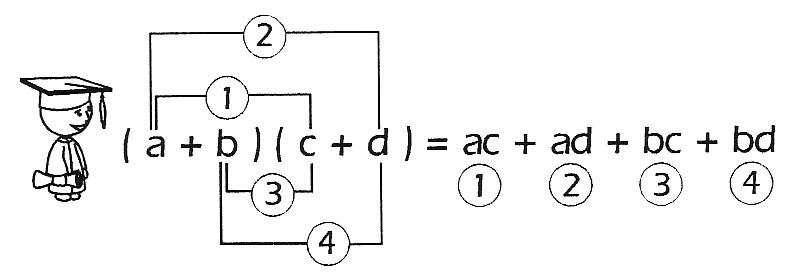 ②
①
(a + b)(c + d) = ac + ad + bc + bd
① ② ③ ④
③
④